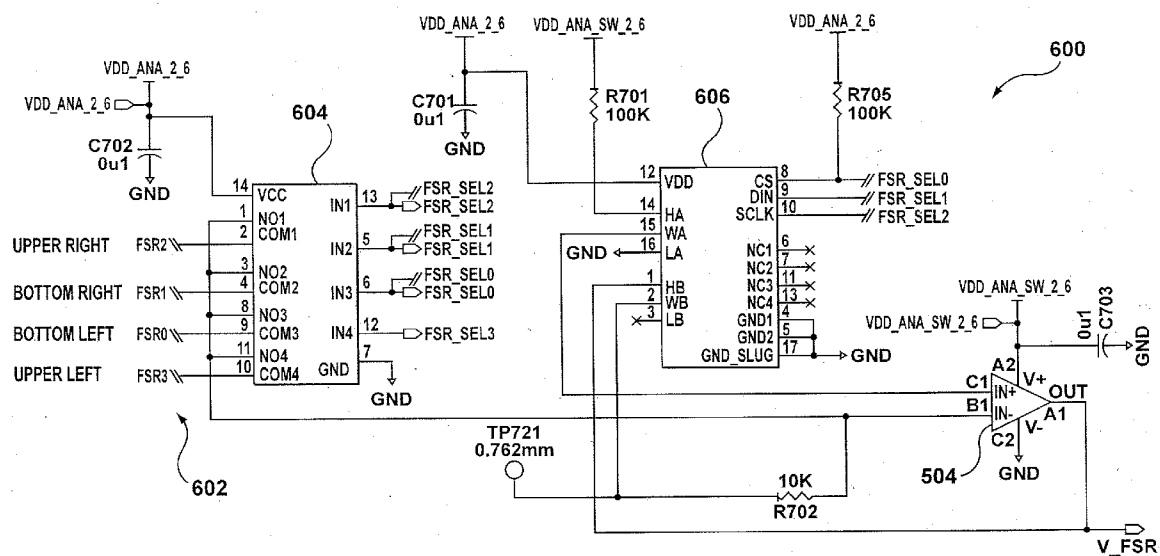 VDD_ANA_2_6
VDD_ANA_SW_2_6
VDD_ANA_2_6
600
VDD_ANA_2_6
VDD_ANA_2_6
C702
0u1
GND
604
C701
0u1
GND
R701
100K
606
R705
100K
14 VCC
1 NO1
2 COM1
3 NO2
4 COM2
8 NO3
9 COM3
11 NO4
10 COM4
IN1 13
IN2 5
IN3 6
IN4 12
GND 7
GND
FSR_SEL2
FSR_SEL2
FSR_SEL1
FSR_SEL1
FSR_SEL0
FSR_SEL0
FSR_SEL3
UPPER RIGHT FSR2
BOTTOM RIGHT FSR1
BOTTOM LEFT FSR0
UPPER LEFT FSR3
602
12 VDD
14 HA
15 WA
GND 16 LA
1 HB
2 WB
3 LB
CS 8 FSR_SEL0
DIN 9 FSR_SEL1
SCLK 10 FSR_SEL2
NC1 6
NC2 7
NC3 11
NC4 13
GND1 4
GND2 5
GND_SLUG 17 GND
VDD_ANA_SW_2_6
VDD_ANA_SW_2_6
0u1
C703
GND
A2 V+
C1 IN+
B1 IN-
OUT
A1
C2 V-
GND
504
TP721
0.762mm
10K
R702
V_FSR